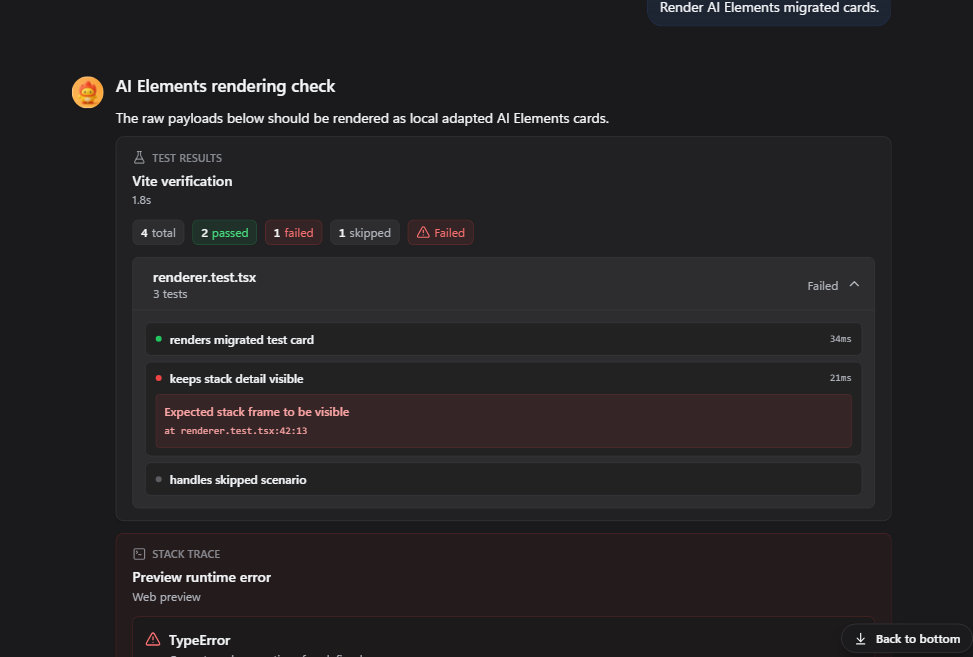 Render AI Elements migrated cards.
AI Elements rendering check
The raw payloads below should be rendered as local adapted AI Elements cards.
TEST RESULTS
Vite verification
1.8s
4 total 2 passed 1 failed 1 skipped Failed
renderer.test.tsx
3 tests
Failed
renders migrated test card 34ms
keeps stack detail visible 21ms
Expected stack frame to be visible
at renderer.test.tsx:42:13
handles skipped scenario
STACK TRACE
Preview runtime error
Web preview
TypeError
Back to bottom